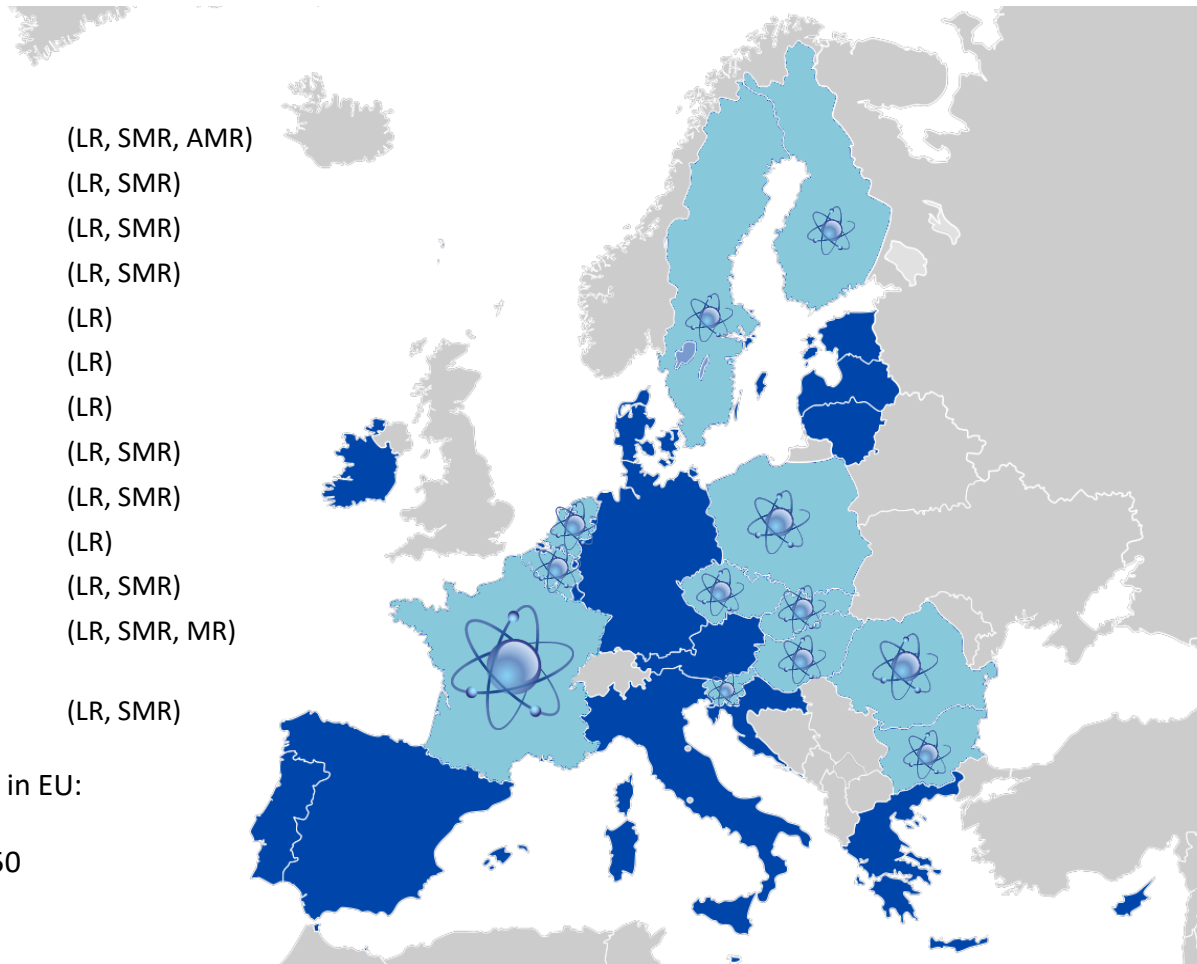 (LR, SMR, AMR)
(LR, SMR)
(LR, SMR)
(LR, SMR)
(LR)
(LR)
(LR)
(LR, SMR)
(LR, SMR)
(LR)
(LR, SMR)
(LR, SMR, MR)
(LR, SMR)
in EU:
50